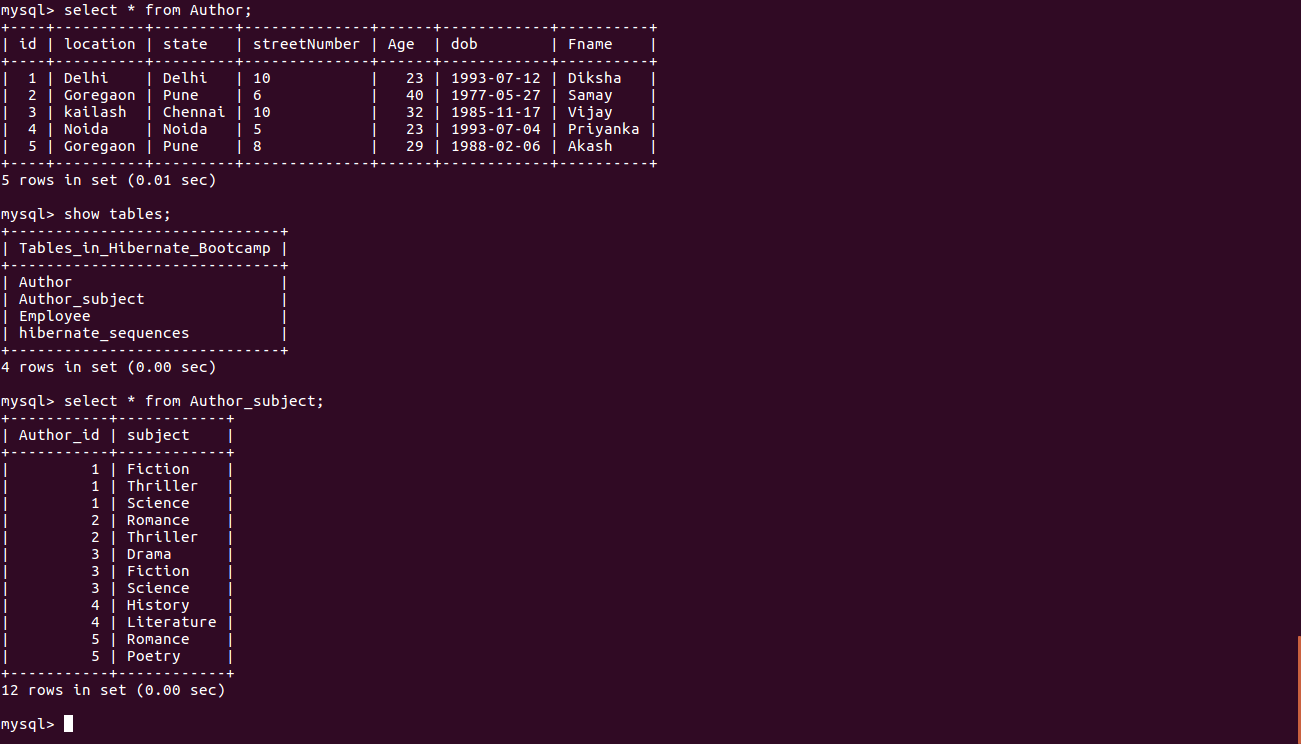 mysql> select * from Author;
+----+----------+---------+--------------+------+------------+----------+
| id | location | state   | streetNumber | Age  | dob        | Fname    |
+----+----------+---------+--------------+------+------------+----------+
|  1 | Delhi    | Delhi   | 10           |   23 | 1993-07-12 | Diksha   |
|  2 | Goregaon | Pune    | 6            |   40 | 1977-05-27 | Samay    |
|  3 | kailash  | Chennai | 10           |   32 | 1985-11-17 | Vijay    |
|  4 | Noida    | Noida   | 5            |   23 | 1993-07-04 | Priyanka |
|  5 | Goregaon | Pune    | 8            |   29 | 1988-02-06 | Akash    |
+----+----------+---------+--------------+------+------------+----------+
5 rows in set (0.01 sec)

mysql> show tables;
+------------------------------+
| Tables_in_Hibernate_Bootcamp |
+------------------------------+
| Author                       |
| Author_subject               |
| Employee                     |
| hibernate_sequences          |
+------------------------------+
4 rows in set (0.00 sec)

mysql> select * from Author_subject;
+-----------+------------+
| Author_id | subject    |
+-----------+------------+
|         1 | Fiction    |
|         1 | Thriller   |
|         1 | Science    |
|         2 | Romance    |
|         2 | Thriller   |
|         3 | Drama      |
|         3 | Fiction    |
|         3 | Science    |
|         4 | History    |
|         4 | Literature |
|         5 | Romance    |
|         5 | Poetry     |
+-----------+------------+
12 rows in set (0.00 sec)

mysql>